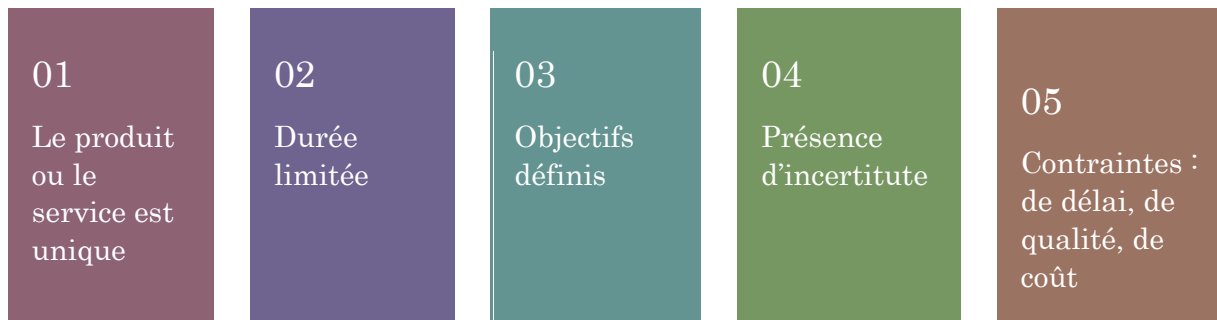 01
Le produit
ou le
service est
unique
02
Durée
limitée
03
Objectifs
définis
04
Présence
d'incertitute
05
Contraintes :
de délai, de
qualité, de
coût